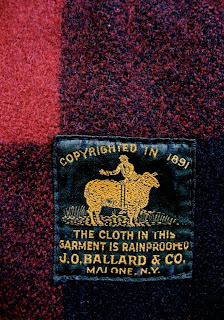 COPYRIGHTED IN 1891
THE CLOTH IN THIS
GARMENT IS RAINPROOFED
J.O. BALLARD & CO.
MALONE, N.Y.